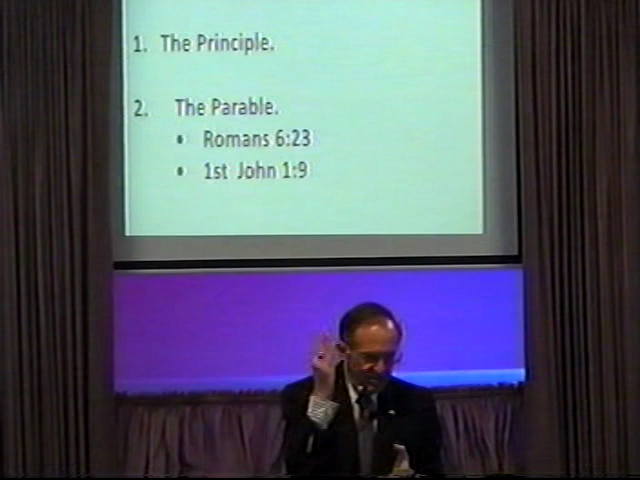 1. The Principle.
2. The Parable.
• Romans 6:23
• 1st John 1:9